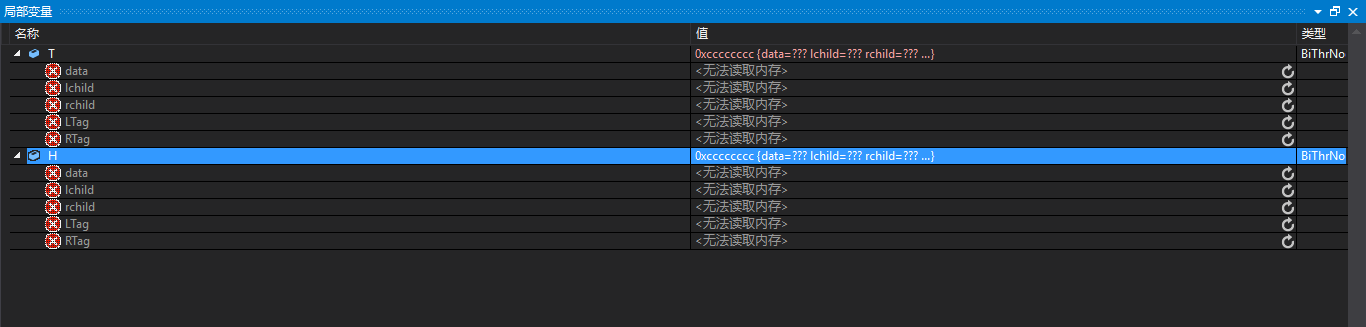 局部变量
名称 值 类型
T 0xcccccccc {data=??? lchild=??? rchild=??? ...} BiThrNo
data <无法读取内存>
lchild <无法读取内存>
rchild <无法读取内存>
LTag <无法读取内存>
RTag <无法读取内存>
H 0xcccccccc {data=??? lchild=??? rchild=??? ...} BiThrNo
data <无法读取内存>
lchild <无法读取内存>
rchild <无法读取内存>
LTag <无法读取内存>
RTag <无法读取内存>